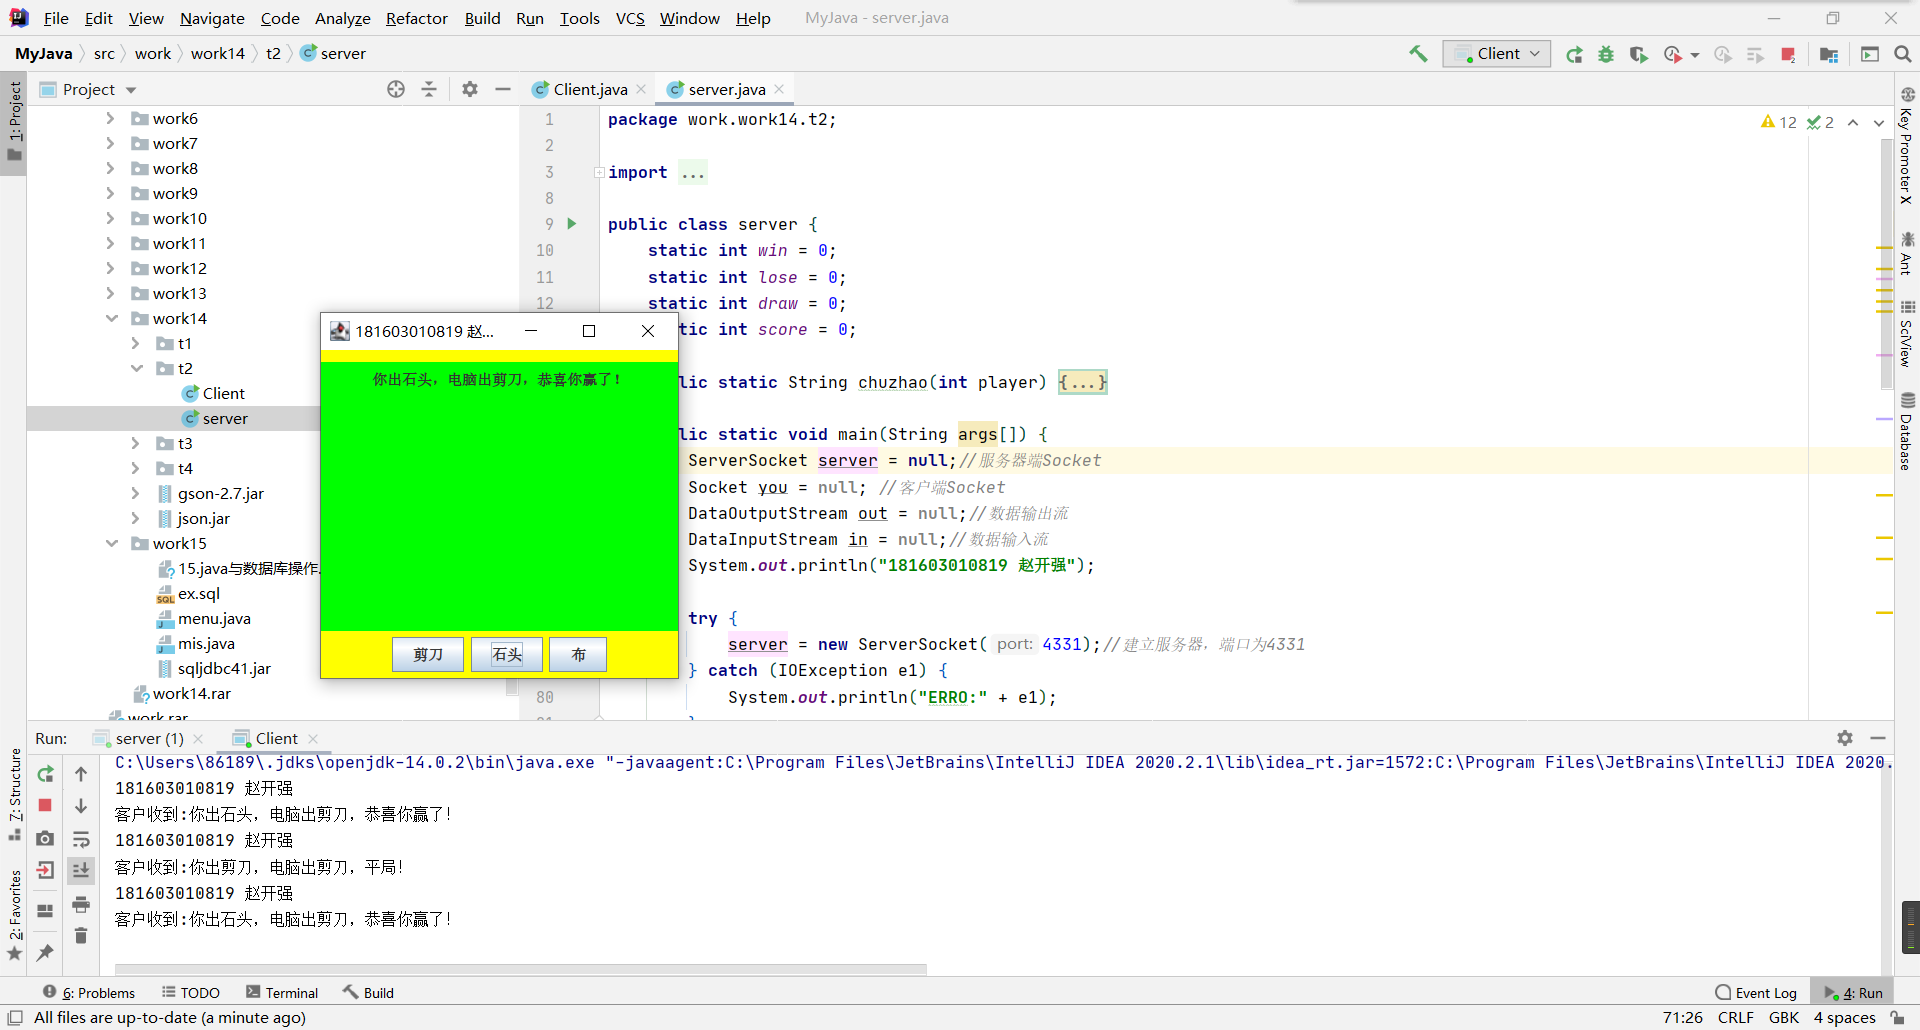 File Edit View Navigate Code Analyze Refactor Build Run Tools VCS Window Help MyJava - server.java
MyJava src work work14 t2 server Client
1: Project
Project
work6
work7
work8
work9
work10
work11
work12
work13
work14
t1
t2
Client
server
t3
t4
gson-2.7.jar
json.jar
work15
15.java与数据库操作.
ex.sql
menu.java
mis.java
sqljdbc41.jar
work14.rar
work.rar
Client.java server.java
12 2
1 package work.work14.t2;
2
3 import ...
8
9 public class server {
10 static int win = 0;
11 static int lose = 0;
12 static int draw = 0;
tic int score = 0;
lic static String chuzhao(int player) {...}
lic static void main(String args[]) {
ServerSocket server = null;//服务器端Socket
Socket you = null; //客户端Socket
DataOutputStream out = null;//数据输出流
DataInputStream in = null;//数据输入流
System.out.println("181603010819 赵开强");
try {
server = new ServerSocket( port: 4331);//建立服务器，端口为4331
} catch (IOException e1) {
80 System.out.println("ERRO:" + e1);
181603010819 赵...
你出石头，电脑出剪刀，恭喜你赢了！
剪刀 石头 布
Key Promoter X
Ant
SciView
Database
Run: server (1) Client
C:\Users\86189\.jdks\openjdk-14.0.2\bin\java.exe "-javaagent:C:\Program Files\JetBrains\IntelliJ IDEA 2020.2.1\lib\idea_rt.jar=1572:C:\Program Files\JetBrains\IntelliJ IDEA 2020.
181603010819 赵开强
客户收到:你出石头，电脑出剪刀，恭喜你赢了！
181603010819 赵开强
客户收到:你出剪刀，电脑出剪刀，平局！
181603010819 赵开强
客户收到:你出石头，电脑出剪刀，恭喜你赢了！
7: Structure
2: Favorites
6: Problems TODO Terminal Build Event Log 4: Run
All files are up-to-date (a minute ago) 71:26 CRLF GBK 4 spaces